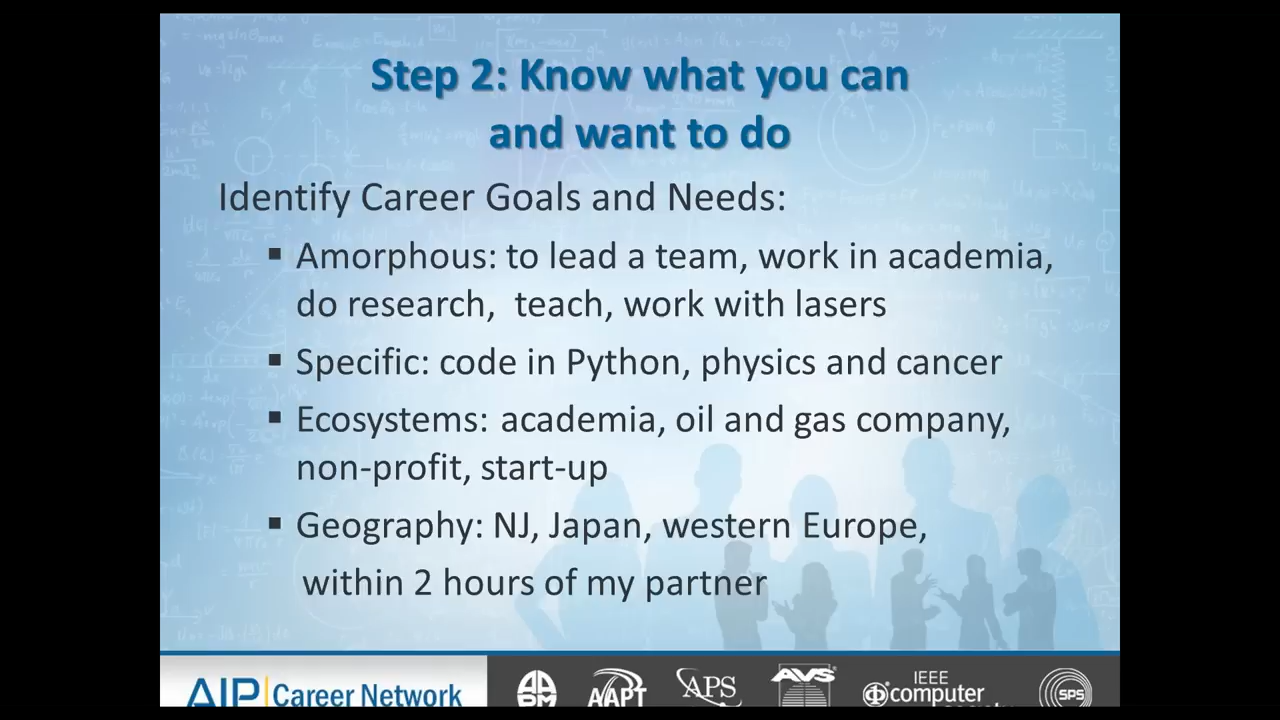 Step 2: Know what you can
and want to do
Identify Career Goals and Needs:
▪ Amorphous: to lead a team, work in academia,
do research, teach, work with lasers
▪ Specific: code in Python, physics and cancer
▪ Ecosystems: academia, oil and gas company,
non-profit, start-up
▪ Geography: NJ, Japan, western Europe,
within 2 hours of my partner
AIP | Career Network
AAPT
APS
AVS
IEEE
computer
society
SPS